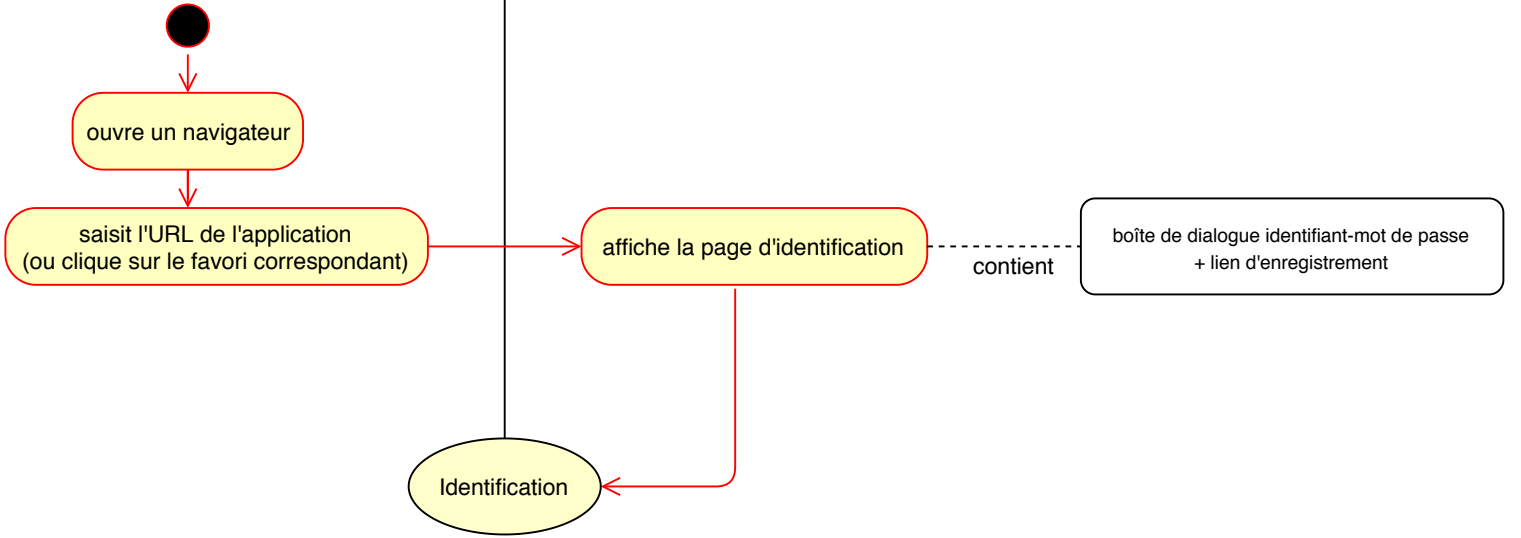 ouvre un navigateur
saisit l'URL de l'application
(ou clique sur le favori correspondant)
affiche la page d'identification
contient
boîte de dialogue identifiant-mot de passe
+ lien d'enregistrement
Identification